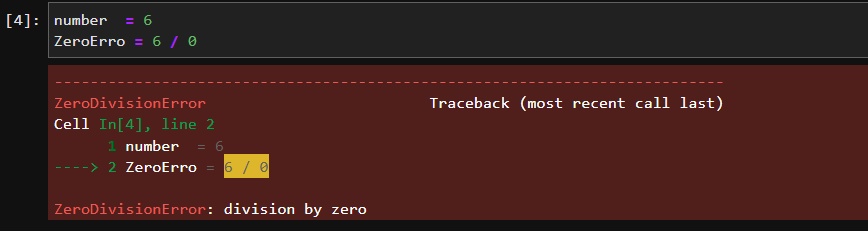 [4]: number  = 6
ZeroErro = 6 / 0
---------------------------------------------------------------------------
ZeroDivisionError                         Traceback (most recent call last)
Cell In[4], line 2
      1 number  = 6
----> 2 ZeroErro = 6 / 0
ZeroDivisionError: division by zero